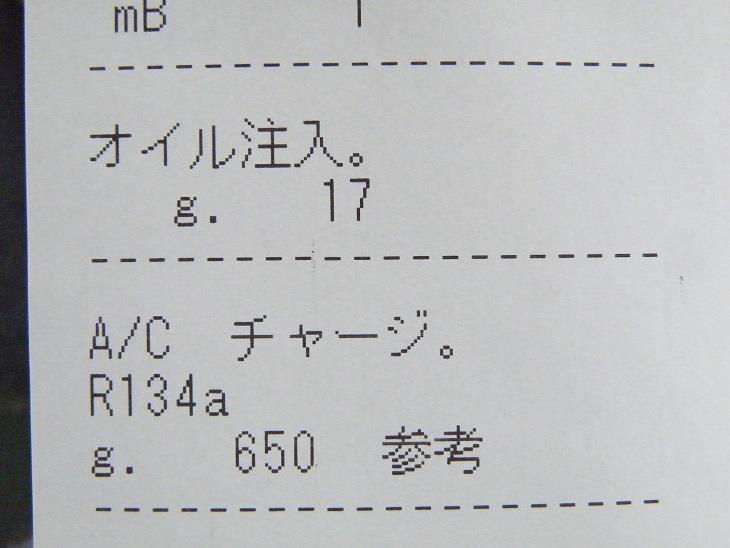 mB 1
オイル注入。
g. 17
A/C チャージ。
R134a
g. 650 参考